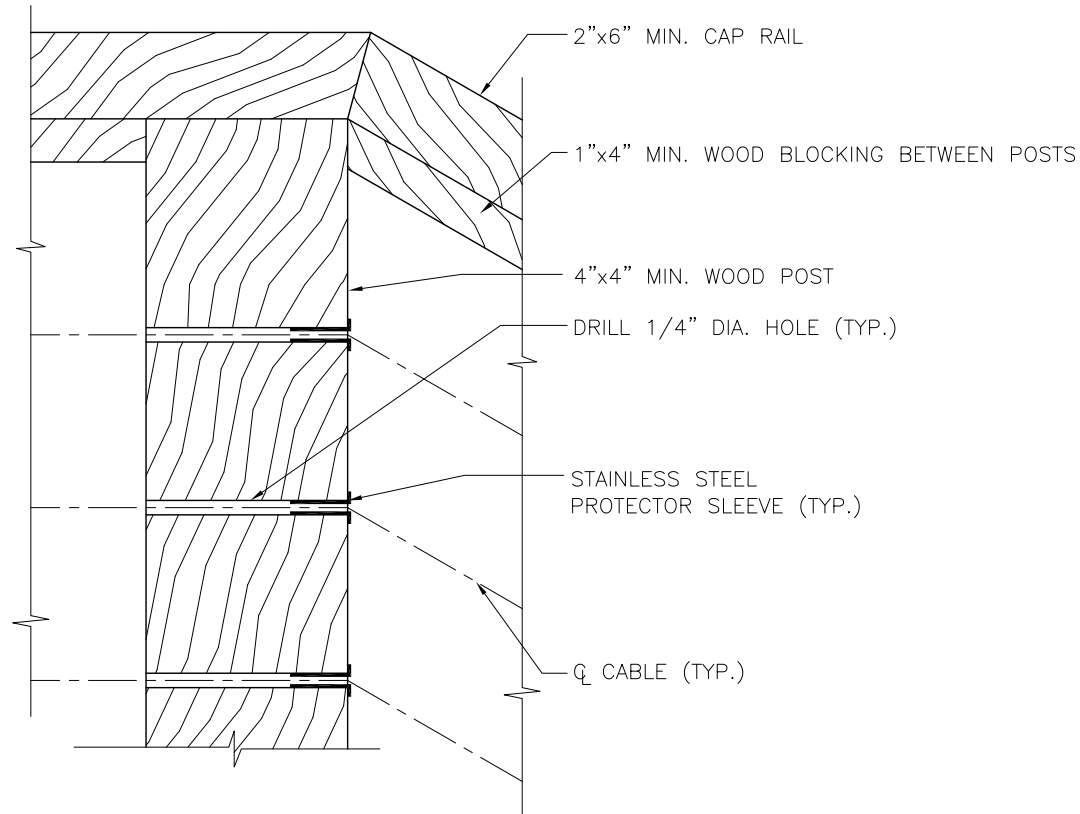 2”x6” MIN. CAP RAIL
1”x4” MIN. WOOD BLOCKING BETWEEN POSTS
4”x4” MIN. WOOD POST
DRILL 1/4” DIA. HOLE (TYP.)
STAINLESS STEEL
PROTECTOR SLEEVE (TYP.)
℄ CABLE (TYP.)